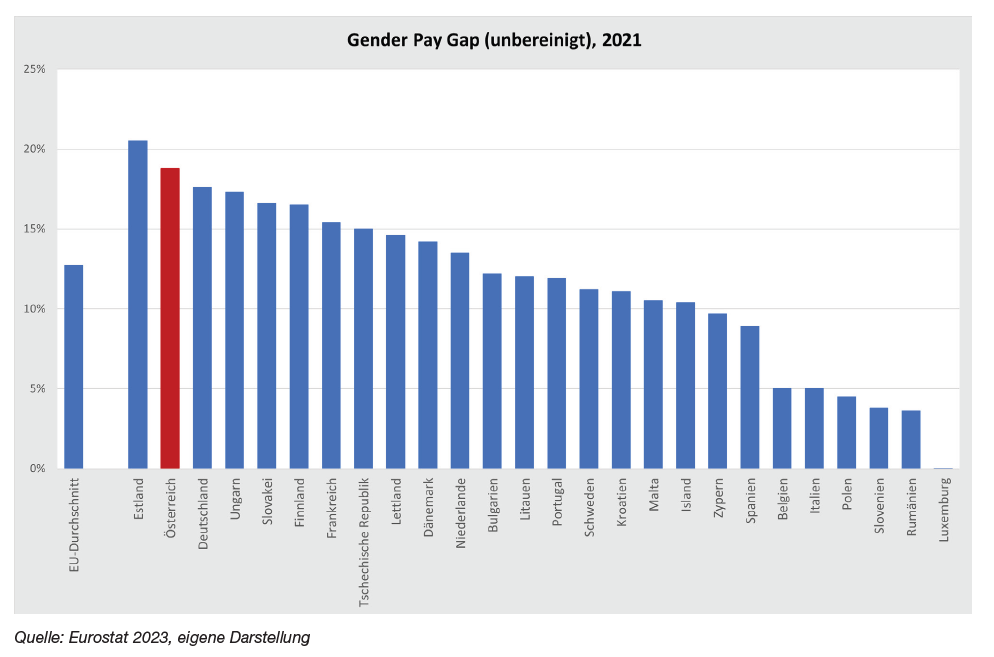 Gender Pay Gap (unbereinigt), 2021
25%
20%
15%
10%
5%
0%
EU-Durchschnitt
Estland
Österreich
Deutschland
Ungarn
Slovakei
Finnland
Frankreich
Tschechische Republik
Lettland
Dänemark
Niederlande
Bulgarien
Litauen
Portugal
Schweden
Kroatien
Malta
Island
Zypern
Spanien
Belgien
Italien
Polen
Slovenien
Rumänien
Luxemburg
Quelle: Eurostat 2023, eigene Darstellung